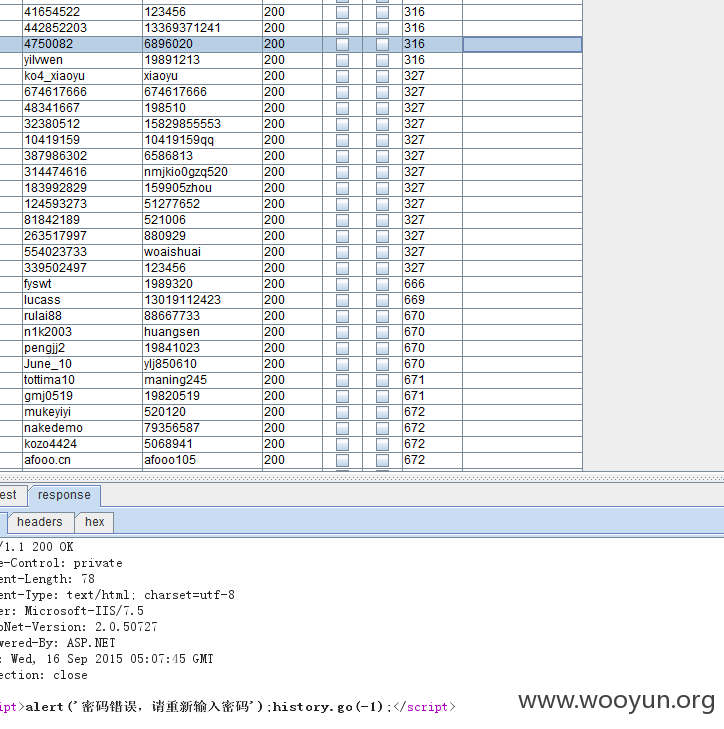 41654522 123456 200 316
442852203 13369371241 200 316
4750082 6896020 200 316
yilvwen 19891213 200 316
ko4_xiaoyu xiaoyu 200 327
674617666 674617666 200 327
48341667 198510 200 327
32380512 15829855553 200 327
10419159 10419159qq 200 327
387986302 6586813 200 327
314474616 nmjkio0gzq520 200 327
183992829 159905zhou 200 327
124593273 51277652 200 327
81842189 521006 200 327
263517997 880929 200 327
554023733 woaishuai 200 327
339502497 123456 200 327
fyswt 1989320 200 666
lucass 13019112423 200 669
rulai88 88667733 200 670
n1k2003 huangsen 200 670
pengjj2 19841023 200 670
June_10 ylj850610 200 670
tottima10 maning245 200 671
gmj0519 19820519 200 671
mukeyiyi 520120 200 672
nakedemo 79356587 200 672
kozo4424 5068941 200 672
afooo.cn afooo105 200 672
est response
headers hex
/1.1 200 OK
e-Control: private
ent-Length: 78
ent-Type: text/html; charset=utf-8
er: Microsoft-IIS/7.5
pNet-Version: 2.0.50727
wered-By: ASP.NET
: Wed, 16 Sep 2015 05:07:45 GMT
ection: close
ipt>alert('密码错误，请重新输入密码');history.go(-1);</script>
www.wooyun.org